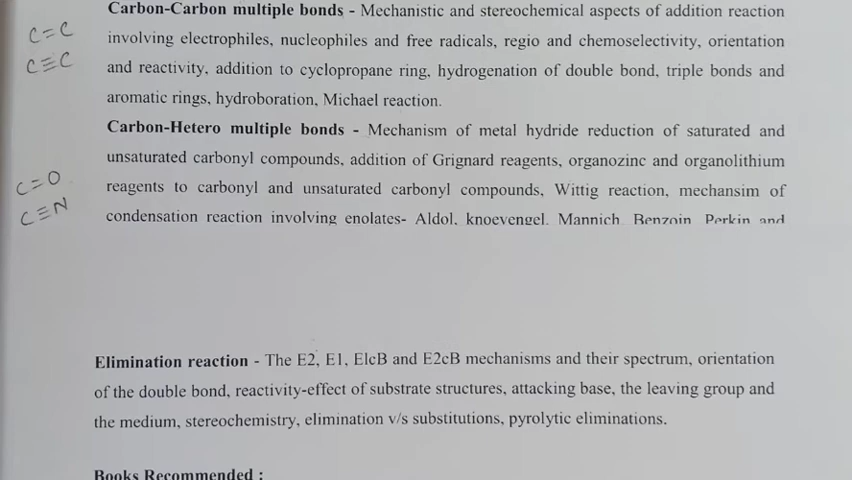 Carbon-Carbon multiple bonds - Mechanistic and stereochemical aspects of addition reaction
C=C
involving electrophiles, nucleophiles and free radicals, regio and chemoselectivity, orientation
C≡C
and reactivity, addition to cyclopropane ring, hydrogenation of double bond, triple bonds and
aromatic rings, hydroboration, Michael reaction.
Carbon-Hetero multiple bonds - Mechanism of metal hydride reduction of saturated and
unsaturated carbonyl compounds, addition of Grignard reagents, organozinc and organolithium
C=O
reagents to carbonyl and unsaturated carbonyl compounds, Wittig reaction, mechansim of
C≡N
condensation reaction involving enolates- Aldol, knoevengel, Mannich, Benzoin, Perkin and
Elimination reaction - The E2, E1, ElcB and E2cB mechanisms and their spectrum, orientation
of the double bond, reactivity-effect of substrate structures, attacking base, the leaving group and
the medium, stereochemistry, elimination v/s substitutions, pyrolytic eliminations.
Books Recommended :